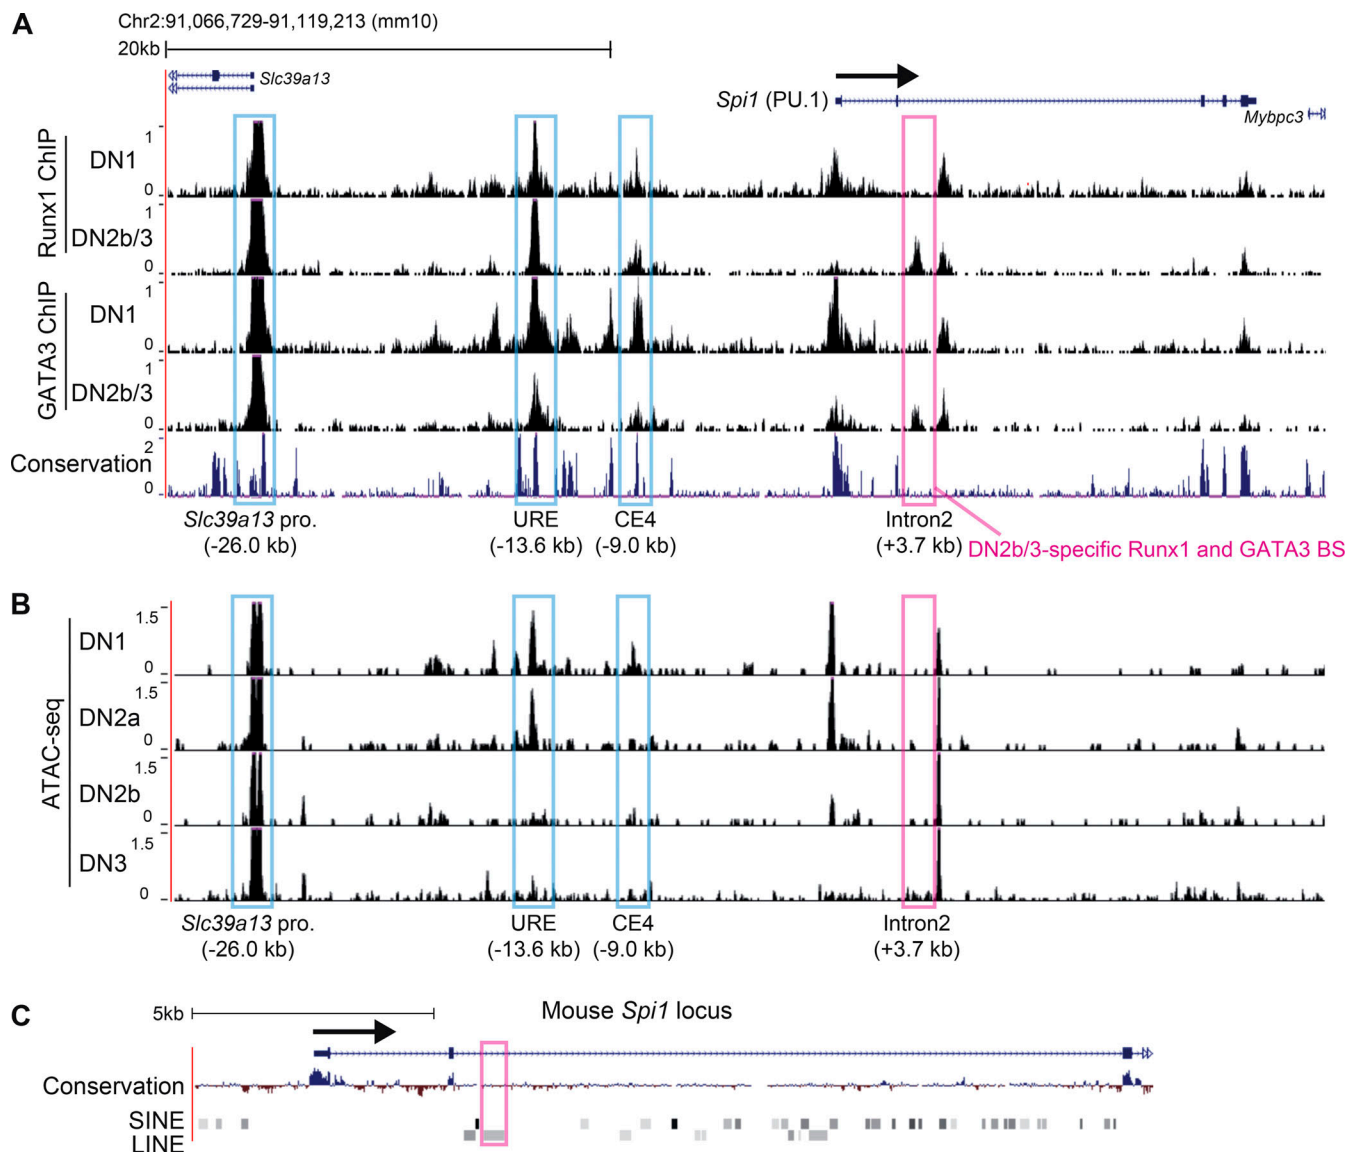 A
Chr2:91,066,729-91,119,213 (mm10)
20kb
Slc39a13
Spi1 (PU.1)
Mybpc3
Runx1 ChIP
DN1
1
0
DN2b/3
1
0
GATA3 ChIP
DN1
1
0
DN2b/3
1
0
Conservation
2
0
Slc39a13 pro.
(-26.0 kb)
URE
(-13.6 kb)
CE4
(-9.0 kb)
Intron2
(+3.7 kb)
DN2b/3-specific Runx1 and GATA3 BS
B
ATAC-seq
DN1
1.5
0
DN2a
1.5
0
DN2b
1.5
0
DN3
1.5
0
Slc39a13 pro.
(-26.0 kb)
URE
(-13.6 kb)
CE4
(-9.0 kb)
Intron2
(+3.7 kb)
C
5kb
Mouse Spi1 locus
Conservation
SINE
LINE